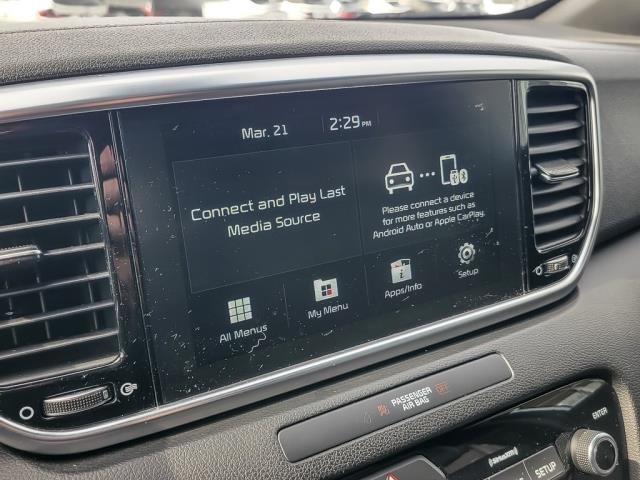 Mar. 21 2:29 PM
Connect and Play Last
Media Source
Please connect a device
for more features such as
Android Auto or Apple CarPlay.
All Menus
My Menu
Apps/Info
Setup
PASSENGER
AIR BAG
ENTER
SiriusXM
SETUP